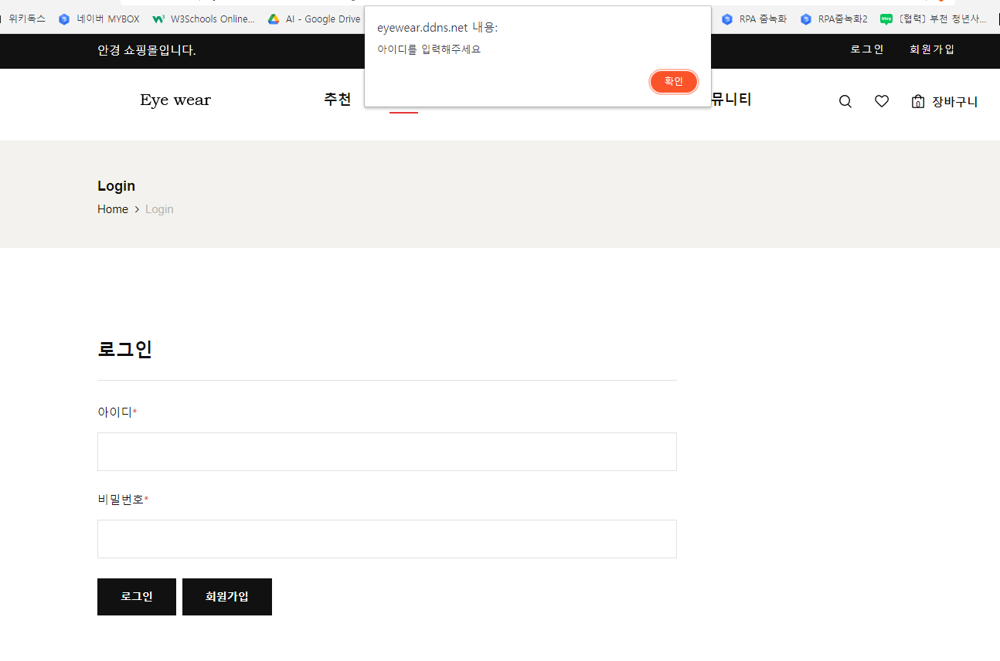 위키독스 네이버 MYBOX W3Schools Online... AI - Google Drive RPA 줌녹화 RPA줌녹화2 (협력) 부천 청년사...
eyewear.ddns.net 내용:
아이디를 입력해주세요
확인
안경 쇼핑몰입니다. 로그인 회원가입
Eye wear 추천 뮤니티 0 장바구니
Login
Home > Login
로그인
아이디*
비밀번호*
로그인 회원가입